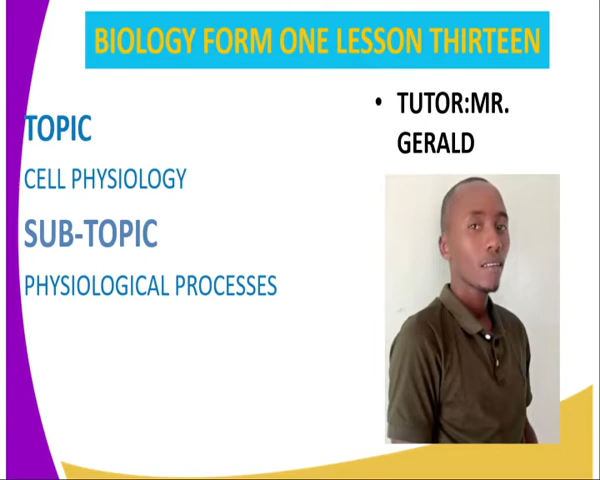 BIOLOGY FORM ONE LESSON THIRTEEN
TOPIC
CELL PHYSIOLOGY
SUB-TOPIC
PHYSIOLOGICAL PROCESSES
• TUTOR:MR.
GERALD